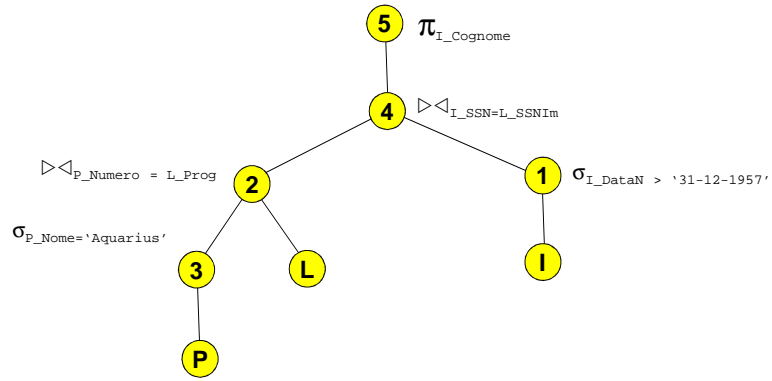 5 π I_Cognome
4 ▷◁ I_SSN=L_SSNIm
▷◁ P_Numero = L_Prog 2
1 σ I_DataN > ‘31-12-1957’
σ P_Nome=‘Aquarius’
3 L I
P